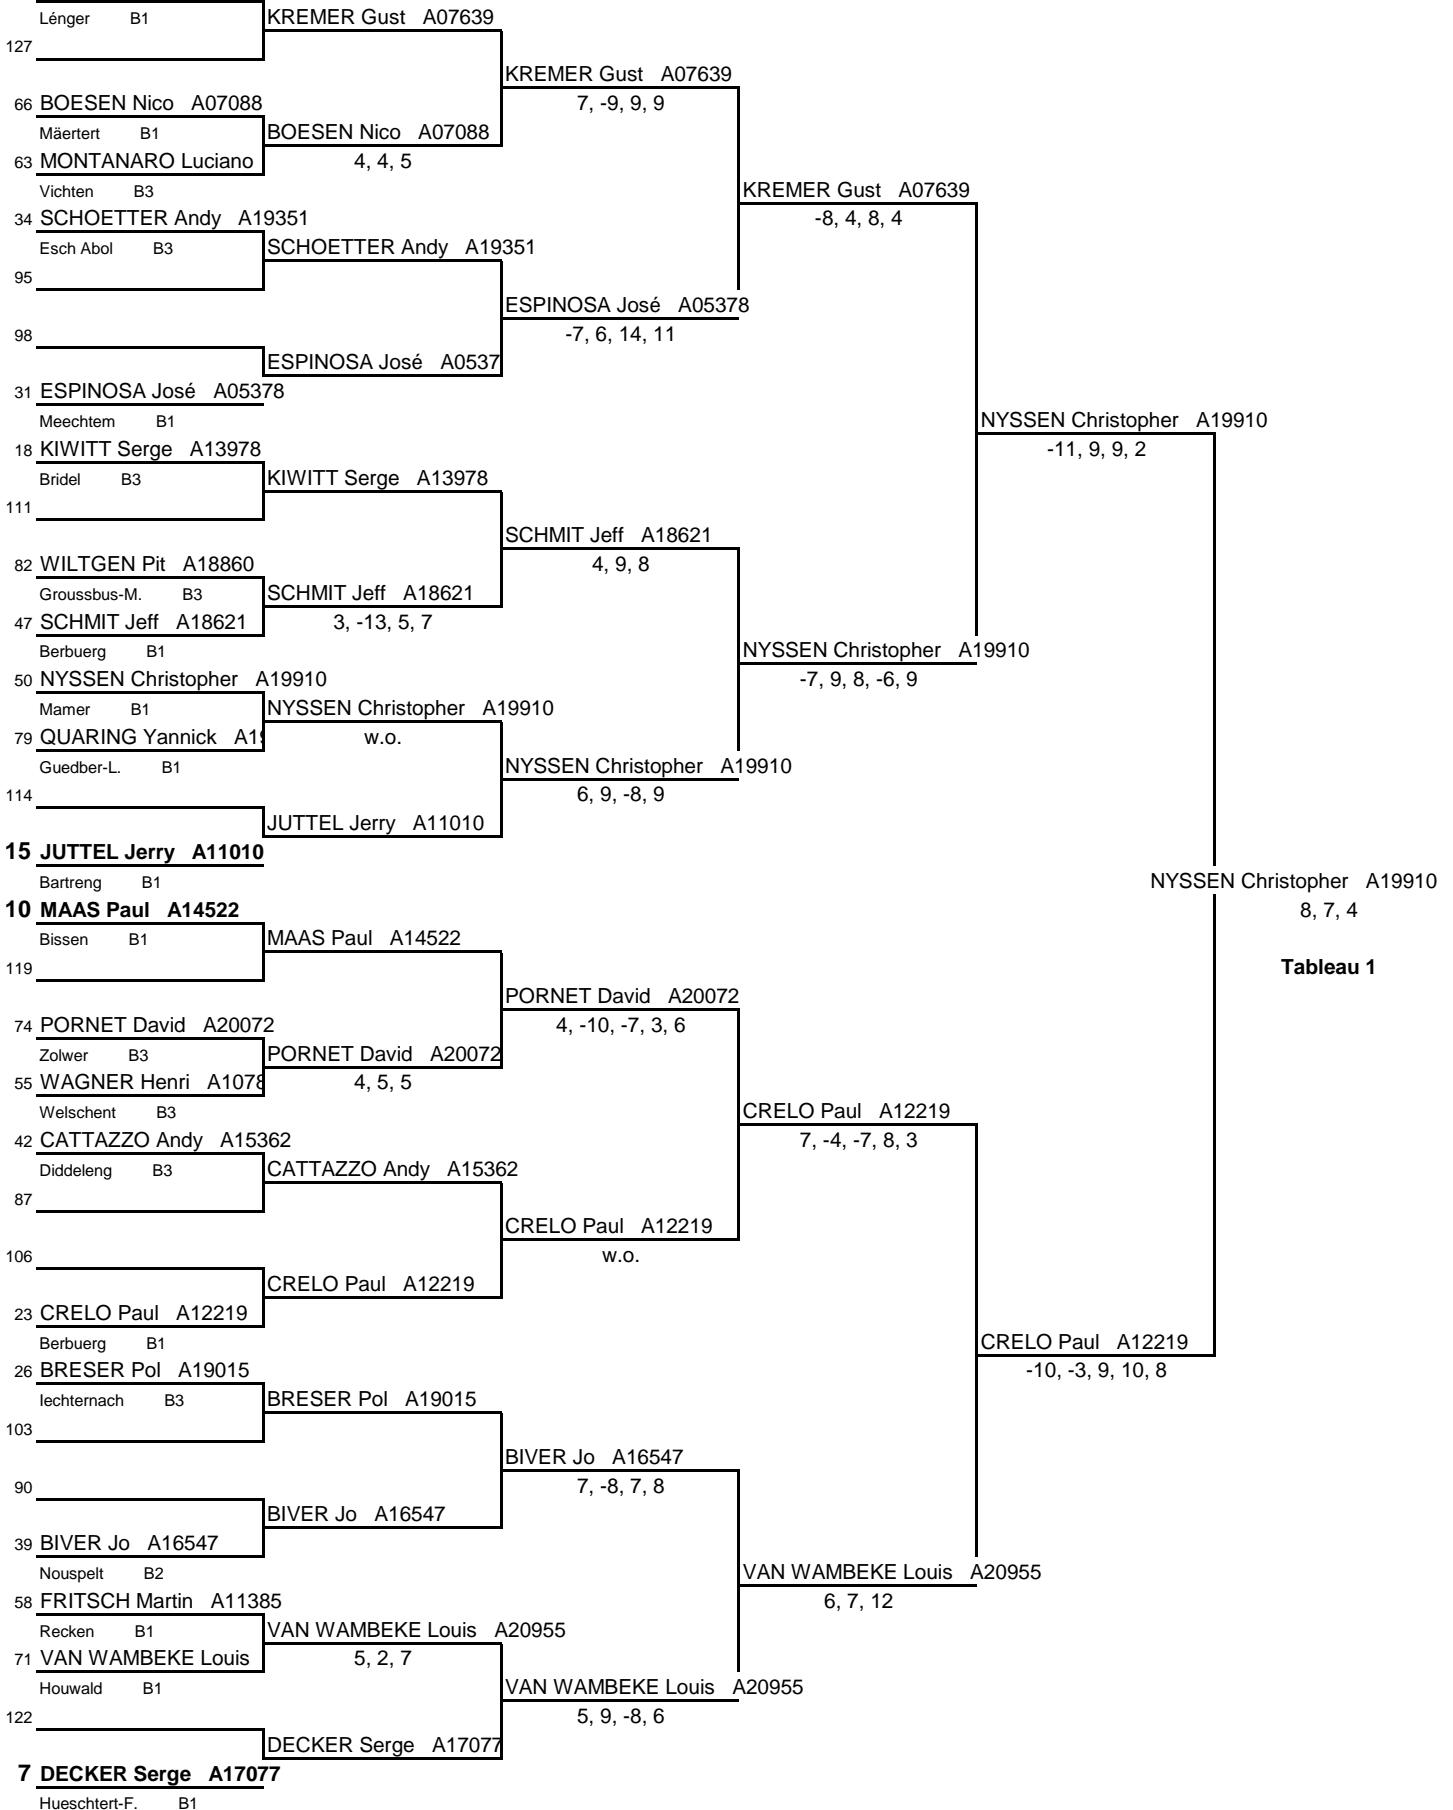 Lénger B1 KREMER Gust A07639
127
KREMER Gust A07639
66 BOESEN Nico A07088 7, -9, 9, 9
Mäertert B1 BOESEN Nico A07088
63 MONTANARO Luciano 4, 4, 5
Vichten B3 KREMER Gust A07639
34 SCHOETTER Andy A19351 -8, 4, 8, 4
Esch Abol B3 SCHOETTER Andy A19351
95
ESPINOSA José A05378
98 -7, 6, 14, 11
ESPINOSA José A0537
31 ESPINOSA José A05378
Meechtem B1 NYSSEN Christopher A19910
18 KIWITT Serge A13978 -11, 9, 9, 2
Bridel B3 KIWITT Serge A13978
111
SCHMIT Jeff A18621
82 WILTGEN Pit A18860 4, 9, 8
Groussbus-M. B3 SCHMIT Jeff A18621
47 SCHMIT Jeff A18621 3, -13, 5, 7
Berbuerg B1 NYSSEN Christopher A19910
50 NYSSEN Christopher A19910 -7, 9, 8, -6, 9
Mamer B1 NYSSEN Christopher A19910
79 QUARING Yannick A19 w.o.
Guedber-L. B1 NYSSEN Christopher A19910
114 6, 9, -8, 9
JUTTEL Jerry A11010
15 JUTTEL Jerry A11010
Bartreng B1 NYSSEN Christopher A19910
10 MAAS Paul A14522 8, 7, 4
Bissen B1 MAAS Paul A14522
119 Tableau 1
PORNET David A20072
74 PORNET David A20072 4, -10, -7, 3, 6
Zolwer B3 PORNET David A20072
55 WAGNER Henri A1078 4, 5, 5
Welschent B3 CRELO Paul A12219
42 CATTAZZO Andy A15362 7, -4, -7, 8, 3
Diddeleng B3 CATTAZZO Andy A15362
87
CRELO Paul A12219
106 w.o.
CRELO Paul A12219
23 CRELO Paul A12219
Berbuerg B1 CRELO Paul A12219
26 BRESER Pol A19015 -10, -3, 9, 10, 8
Iechternach B3 BRESER Pol A19015
103
BIVER Jo A16547
90 7, -8, 7, 8
BIVER Jo A16547
39 BIVER Jo A16547
Nouspelt B2 VAN WAMBEKE Louis A20955
58 FRITSCH Martin A11385 6, 7, 12
Recken B1 VAN WAMBEKE Louis A20955
71 VAN WAMBEKE Louis 5, 2, 7
Houwald B1 VAN WAMBEKE Louis A20955
122 5, 9, -8, 6
DECKER Serge A17077
7 DECKER Serge A17077
Hueschtert-F. B1